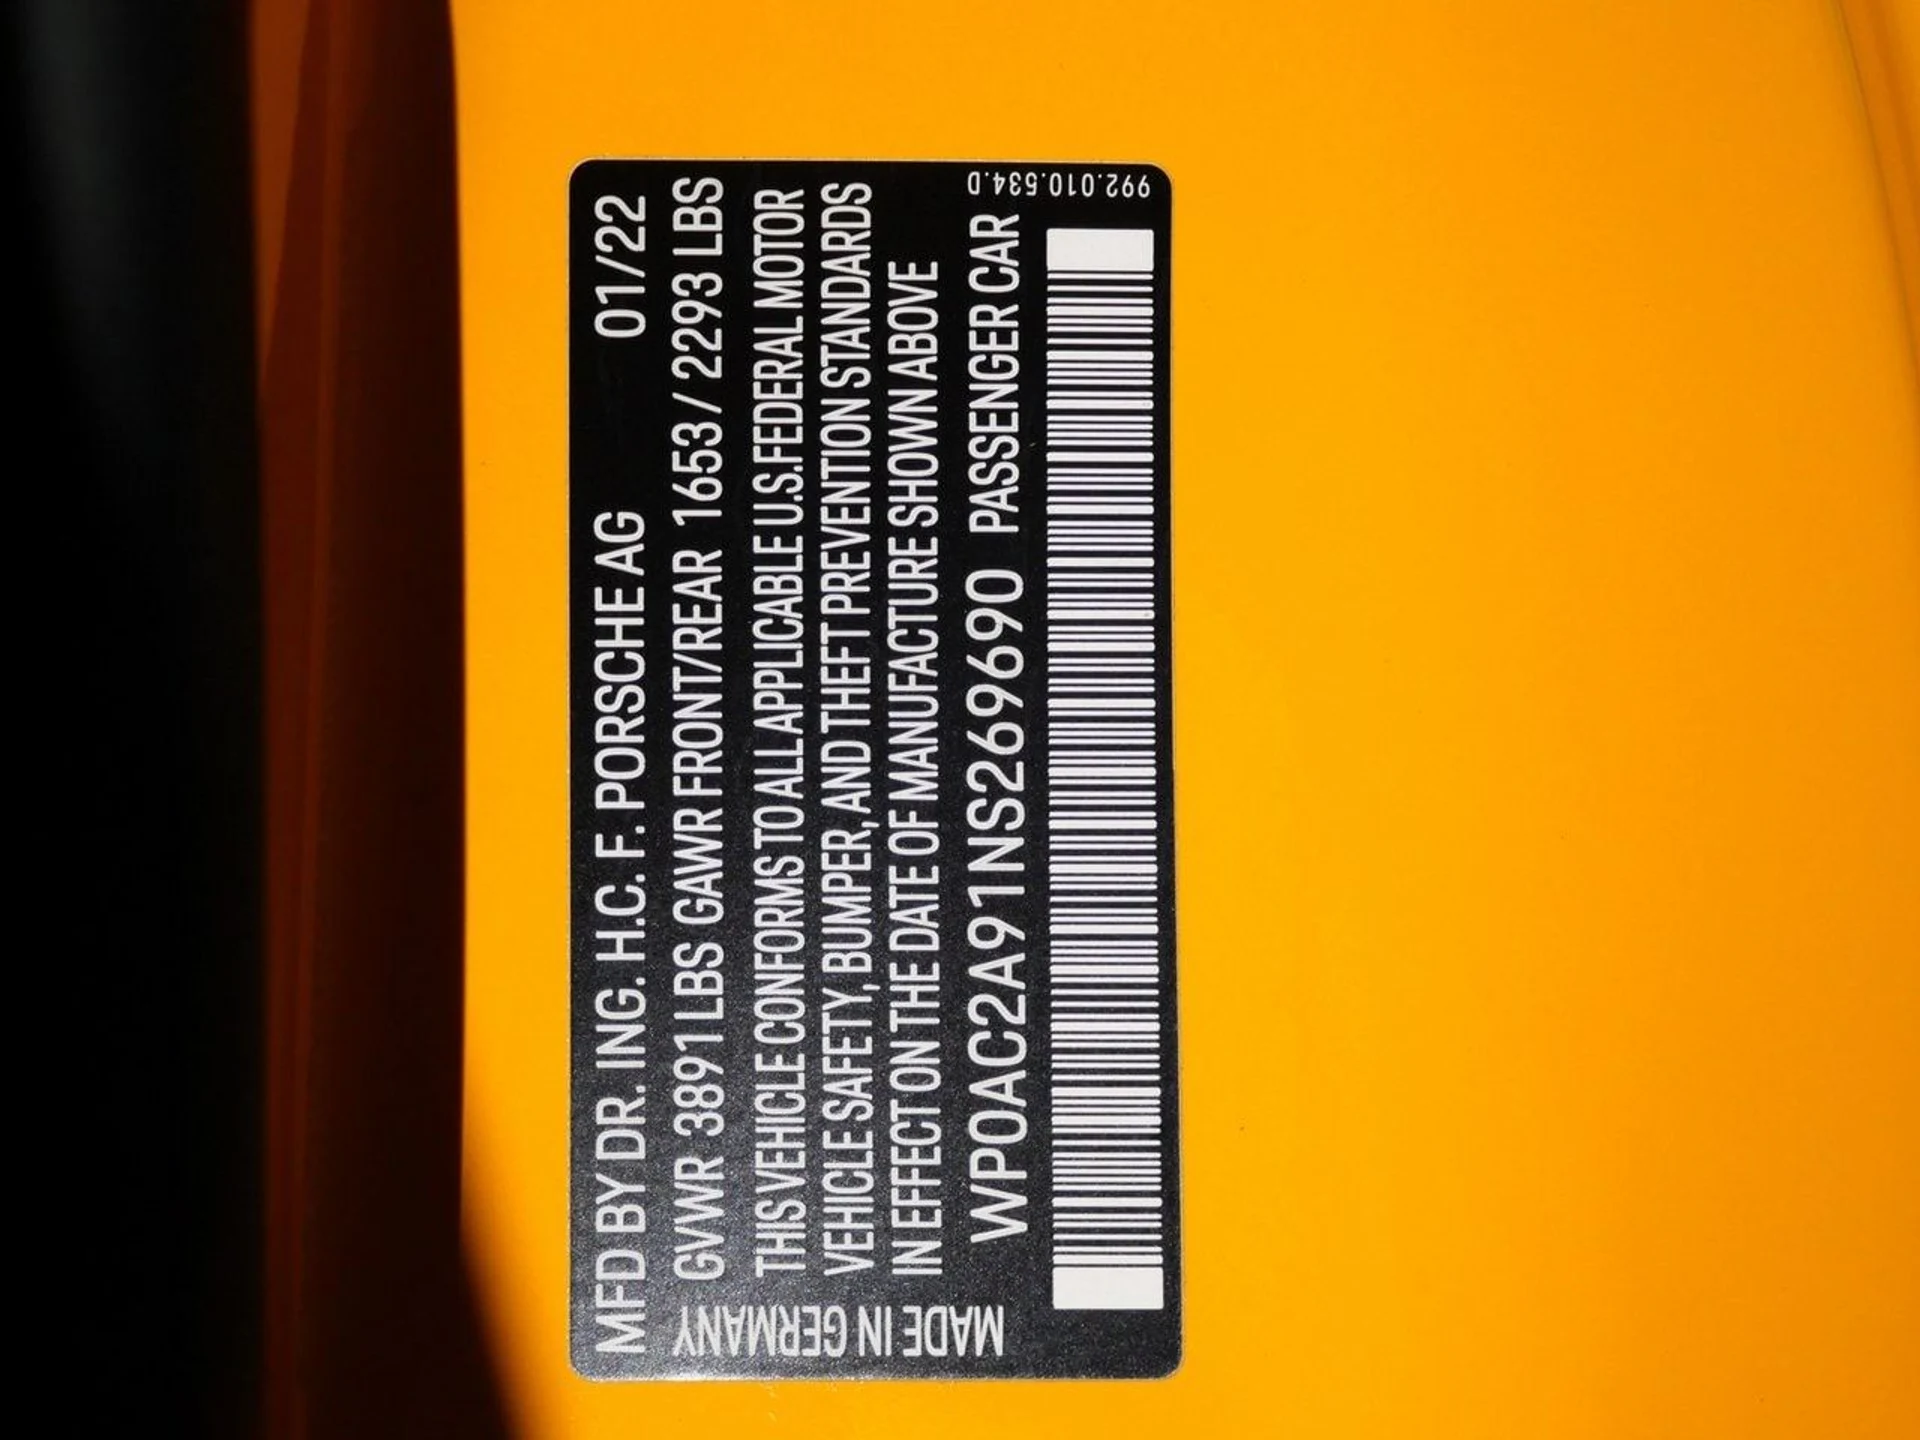 MFD BY DR. ING. H.C. F. PORSCHE AG 01/22
GVWR 3891 LBS GAWR FRONT/REAR 1653 / 2293 LBS
THIS VEHICLE CONFORMS TO ALL APPLICABLE U.S. FEDERAL MOTOR
VEHICLE SAFETY, BUMPER, AND THEFT PREVENTION STANDARDS
IN EFFECT ON THE DATE OF MANUFACTURE SHOWN ABOVE
WP0AC2A91NS269690 PASSENGER CAR
MADE IN GERMANY
992.010.534.D